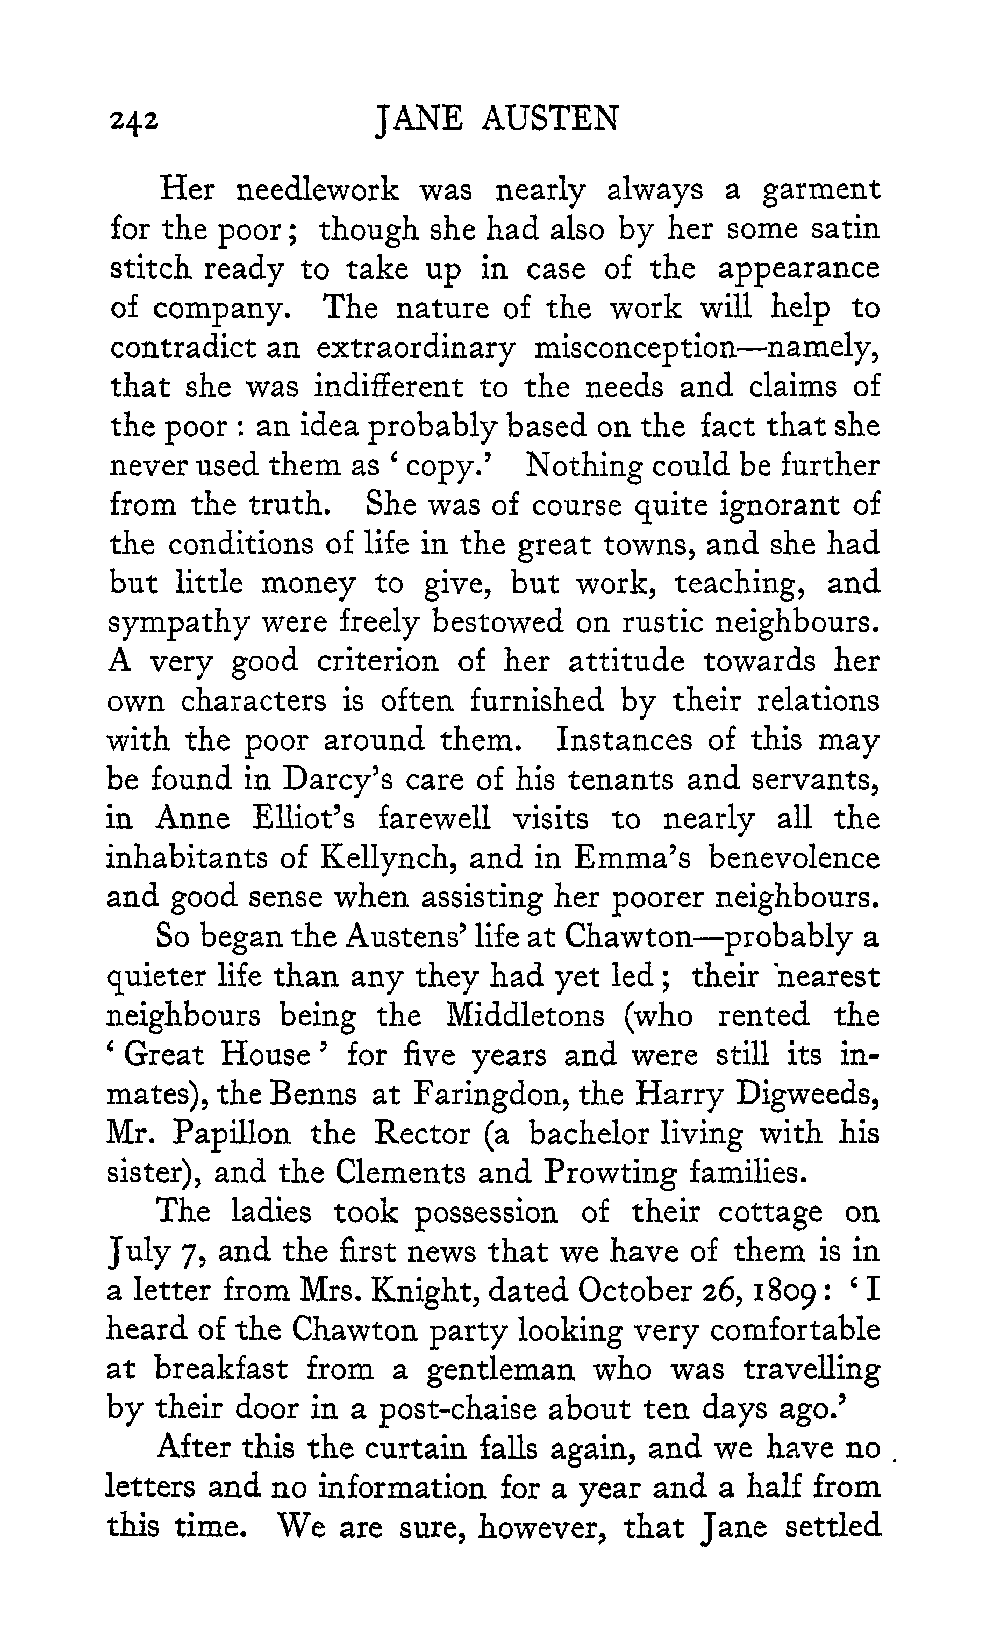 242 JANE AUSTEN
Her needlework was nearly always a garment
for the poor; though she had also by her some satin
stitch ready to take up in case of the appearance
of company. The nature of the work will help to
contradict an extraordinary misconception—namely,
that she was indifferent to the needs and claims of
the poor : an idea probably based on the fact that she
never used them as ‘ copy.’ Nothing could be further
from the truth. She was of course quite ignorant of
the conditions of life in the great towns, and she had
but little money to give, but work, teaching, and
sympathy were freely bestowed on rustic neighbours.
A very good criterion of her attitude towards her
own characters is often furnished by their relations
with the poor around them. Instances of this may
be found in Darcy’s care of his tenants and servants,
in Anne Elliot’s farewell visits to nearly all the
inhabitants of Kellynch, and in Emma’s benevolence
and good sense when assisting her poorer neighbours.
So began the Austens’ life at Chawton—probably a
quieter life than any they had yet led; their nearest
neighbours being the Middletons (who rented the
‘ Great House ’ for five years and were still its in-
mates), the Benns at Faringdon, the Harry Digweeds,
Mr. Papillon the Rector (a bachelor living with his
sister), and the Clements and Prowting families.
The ladies took possession of their cottage on
July 7, and the first news that we have of them is in
a letter from Mrs. Knight, dated October 26, 1809: ‘ I
heard of the Chawton party looking very comfortable
at breakfast from a gentleman who was travelling
by their door in a post-chaise about ten days ago.’
After this the curtain falls again, and we have no
letters and no information for a year and a half from
this time. We are sure, however, that Jane settled